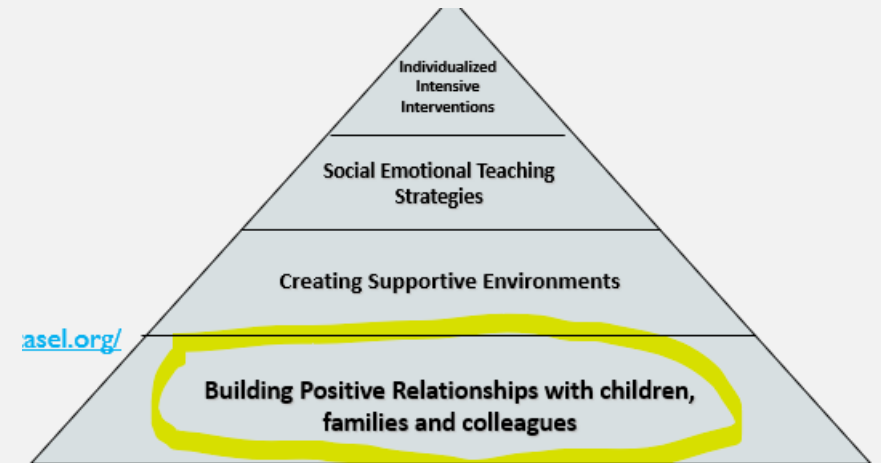 Individualized
Intensive
Interventions
Social Emotional Teaching
Strategies
Creating Supportive Environments
asel.org/
Building Positive Relationships with children,
families and colleagues